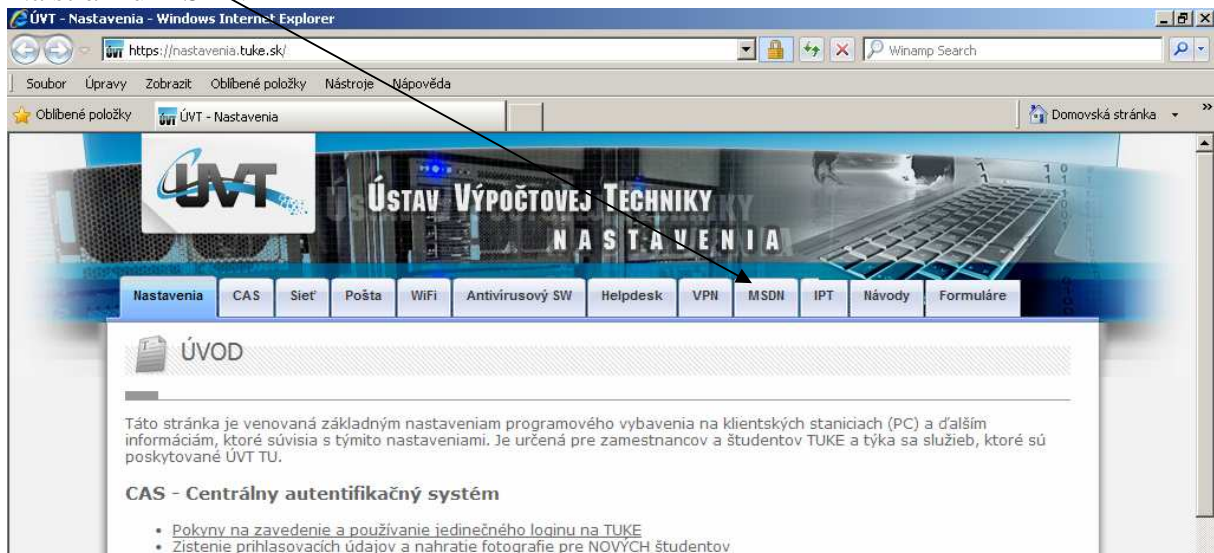 ÚVT - Nastavenia - Windows Internet Explorer
https://nastavenia.tuke.sk/
Winamp Search
Soubor Úpravy Zobrazit Oblíbené položky Nástroje Nápověda
Oblíbené položky ÚVT - Nastavenia Domovská stránka »
ÚVT
ÚSTAV VÝPOČTOVEJ TECHNIKY
NASTAVENIA
Nastavenia CAS Sieť Pošta WiFi Antivírusový SW Helpdesk VPN MSDN IPT Návody Formuláre
ÚVOD
Táto stránka je venovaná základným nastaveniam programového vybavenia na klientských staniciach (PC) a ďalším
informáciám, ktoré súvisia s týmito nastaveniami. Je určená pre zamestnancov a študentov TUKE a týka sa služieb, ktoré sú
poskytované ÚVT TU.
CAS - Centrálny autentifikačný systém
• Pokyny na zavedenie a používanie jedinečného loginu na TUKE
• Zistenie prihlasovacích údajov a nahratie fotografie pre NOVÝCH študentov